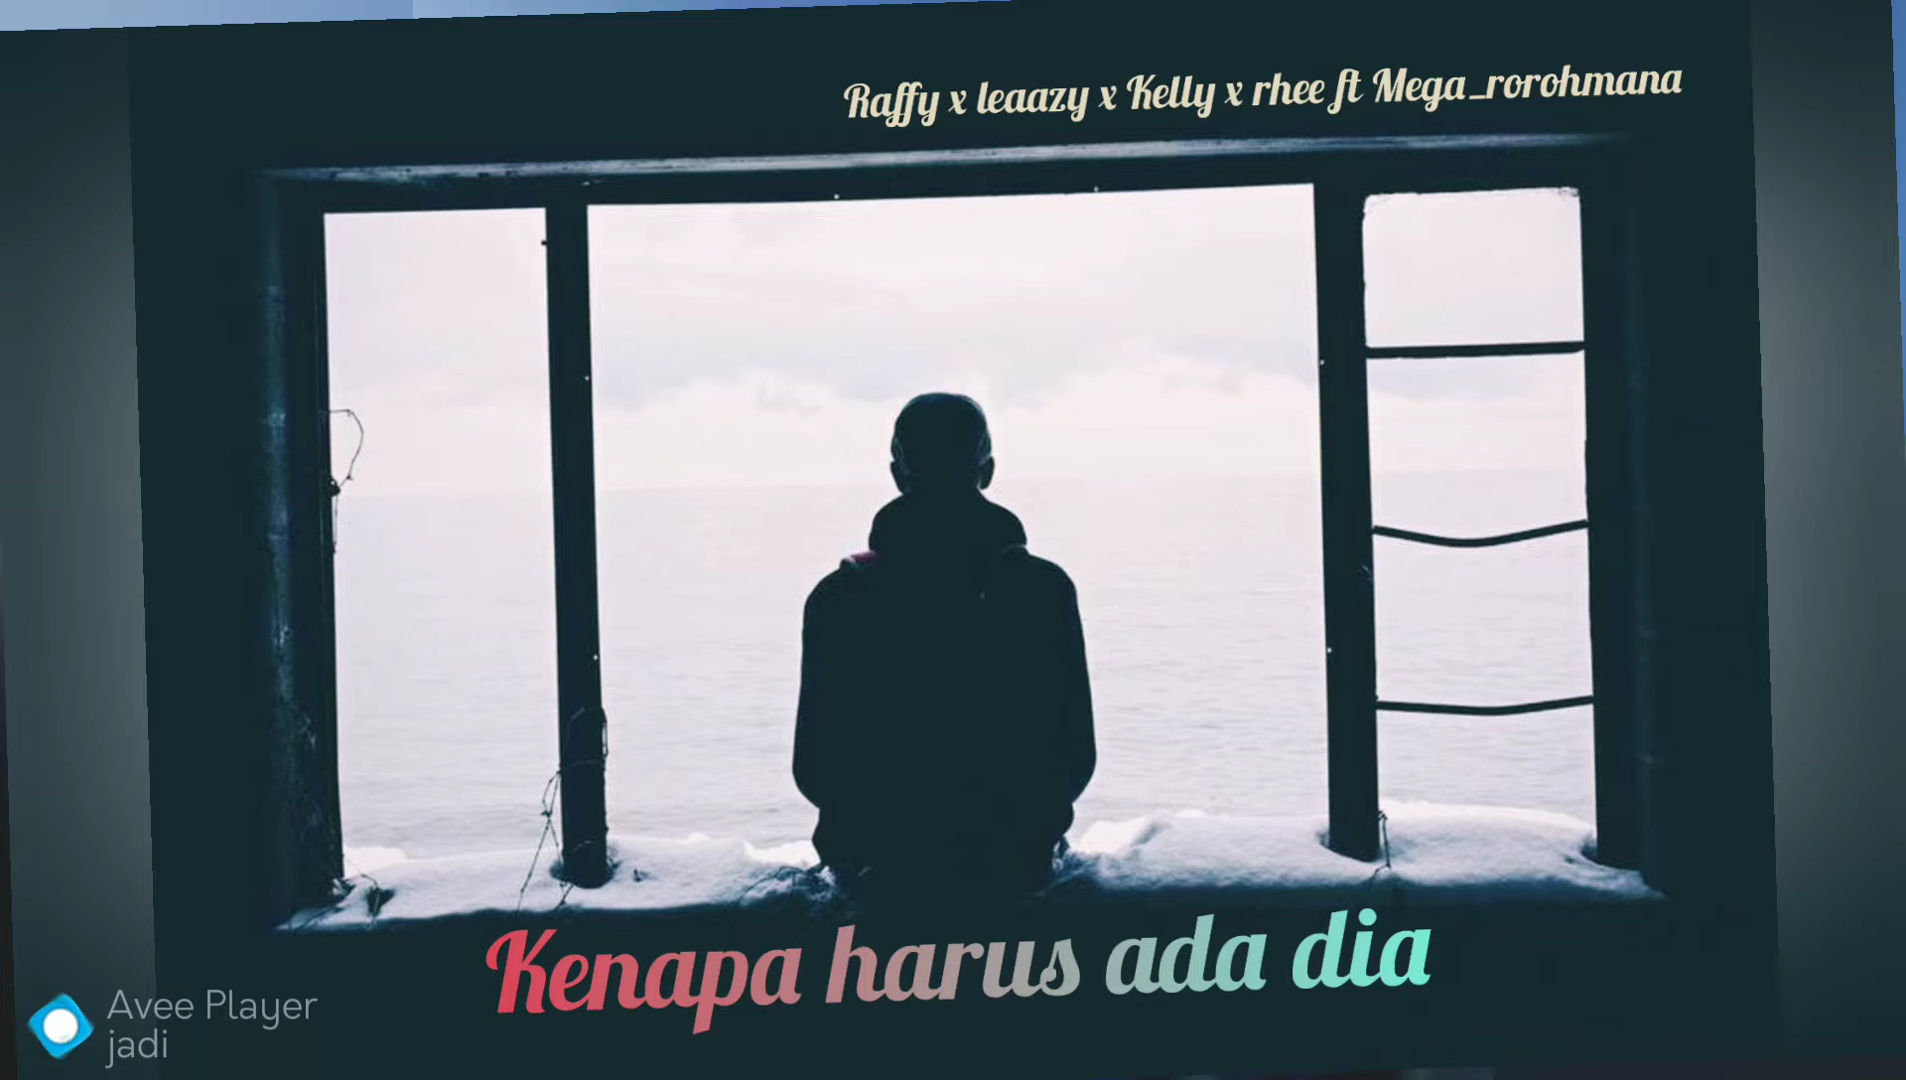 Raffy x leaazy x Kelly x rhee ft Mega_rorohmana
Kenapa harus ada dia
Avee Player
jadi